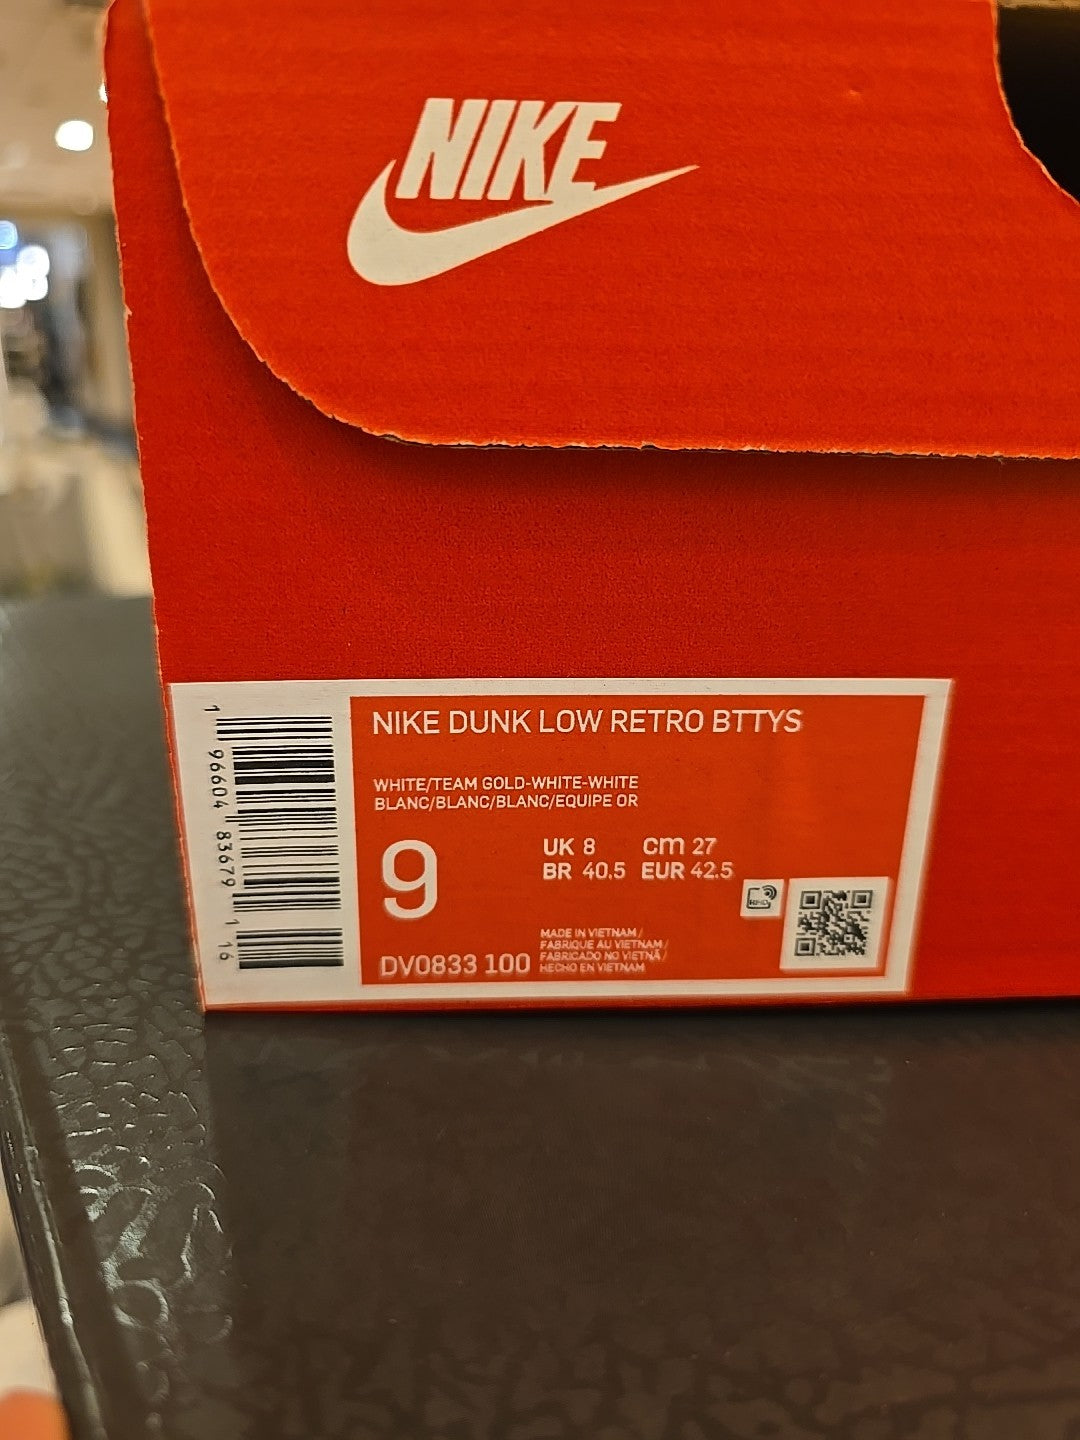 NIKE
NIKE DUNK LOW RETRO BTTYS
WHITE/TEAM GOLD-WHITE-WHITE
BLANC/BLANC/BLANC/EQUIPE OR
9
UK 8 cm 27
BR 40.5 EUR 42.5
RFID
DV0833 100
MADE IN VIETNAM /
FABRIQUE AU VIETNAM /
FABRICADO NO VIETNÃ /
HECHO EN VIETNAM
1 96604 83679 1 16